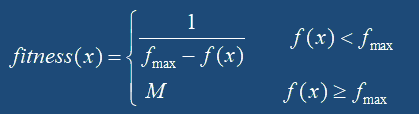 fitness(x) = { 1 / (f_max − f(x))    f(x) < f_max
M    f(x) ≥ f_max